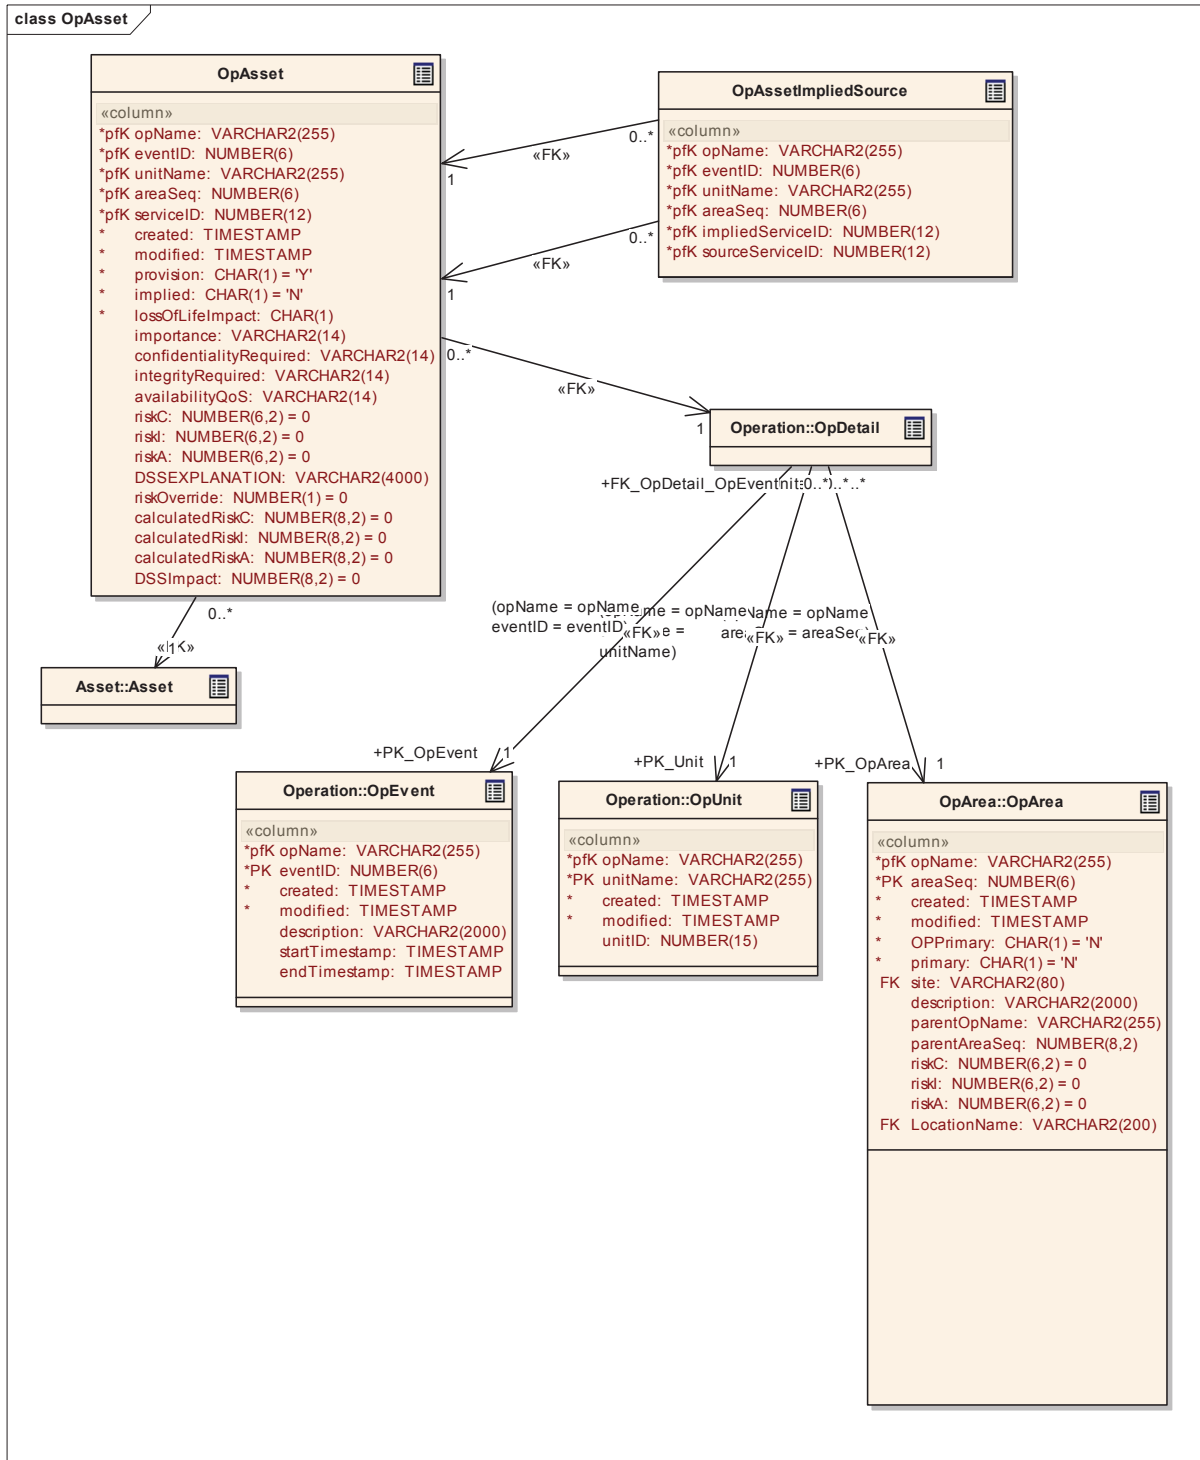 class OpAsset
OpAsset
«column»
*pfK opName: VARCHAR2(255)
*pfK eventID: NUMBER(6)
*pfK unitName: VARCHAR2(255)
*pfK areaSeq: NUMBER(6)
*pfK serviceID: NUMBER(12)
* created: TIMESTAMP
* modified: TIMESTAMP
* provision: CHAR(1) = 'Y'
* implied: CHAR(1) = 'N'
* lossOfLifeImpact: CHAR(1)
importance: VARCHAR2(14)
confidentialityRequired: VARCHAR2(14)
integrityRequired: VARCHAR2(14)
availabilityQoS: VARCHAR2(14)
riskC: NUMBER(6,2) = 0
riskI: NUMBER(6,2) = 0
riskA: NUMBER(6,2) = 0
DSSEXPLANATION: VARCHAR2(4000)
riskOverride: NUMBER(1) = 0
calculatedRiskC: NUMBER(8,2) = 0
calculatedRiskI: NUMBER(8,2) = 0
calculatedRiskA: NUMBER(8,2) = 0
DSSImpact: NUMBER(8,2) = 0
OpAssetImpliedSource
«column»
*pfK opName: VARCHAR2(255)
*pfK eventID: NUMBER(6)
*pfK unitName: VARCHAR2(255)
*pfK areaSeq: NUMBER(6)
*pfK impliedServiceID: NUMBER(12)
*pfK sourceServiceID: NUMBER(12)
0..*
«FK»
1
0..*
«FK»
1
0..*
«FK»
1
Operation::OpDetail
+FK_OpDetail_OpEvent
0..*
(opName = opName
eventID = eventID)
«FK»
= opName
unitName)
«FK»
= opName
= areaSeq)
«FK»
0..*
1
Asset::Asset
+PK_OpEvent
1
+PK_Unit
1
+PK_OpArea
1
Operation::OpEvent
«column»
*pfK opName: VARCHAR2(255)
*PK eventID: NUMBER(6)
* created: TIMESTAMP
* modified: TIMESTAMP
description: VARCHAR2(2000)
startTimestamp: TIMESTAMP
endTimestamp: TIMESTAMP
Operation::OpUnit
«column»
*pfK opName: VARCHAR2(255)
*PK unitName: VARCHAR2(255)
* created: TIMESTAMP
* modified: TIMESTAMP
unitID: NUMBER(15)
OpArea::OpArea
«column»
*pfK opName: VARCHAR2(255)
*PK areaSeq: NUMBER(6)
* created: TIMESTAMP
* modified: TIMESTAMP
* OPPrimary: CHAR(1) = 'N'
* primary: CHAR(1) = 'N'
FK site: VARCHAR2(80)
description: VARCHAR2(2000)
parentOpName: VARCHAR2(255)
parentAreaSeq: NUMBER(8,2)
riskC: NUMBER(6,2) = 0
riskI: NUMBER(6,2) = 0
riskA: NUMBER(6,2) = 0
FK LocationName: VARCHAR2(200)